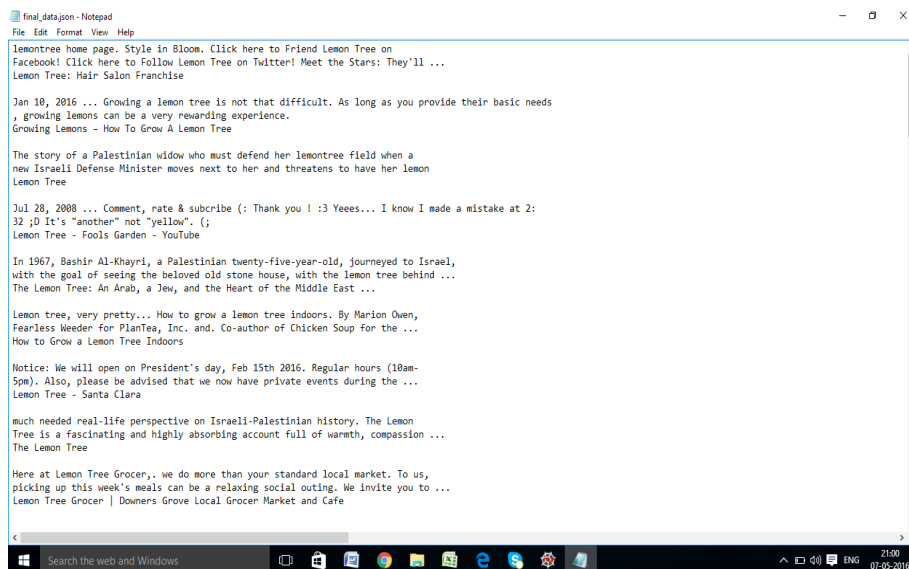 final_data.json - Notepad
File Edit Format View Help
lemontree home page. Style in Bloom. Click here to Friend Lemon Tree on
Facebook! Click here to Follow Lemon Tree on Twitter! Meet the Stars: They'll ...
Lemon Tree: Hair Salon Franchise
Jan 10, 2016 ... Growing a lemon tree is not that difficult. As long as you provide their basic needs
, growing lemons can be a very rewarding experience.
Growing Lemons – How To Grow A Lemon Tree
The story of a Palestinian widow who must defend her lemontree field when a
new Israeli Defense Minister moves next to her and threatens to have her lemon
Lemon Tree
Jul 28, 2008 ... Comment, rate & subcribe (: Thank you ! :3 Yeees... I know I made a mistake at 2:
32 ;D It's "another" not "yellow". (;
Lemon Tree - Fools Garden - YouTube
In 1967, Bashir Al-Khayri, a Palestinian twenty-five-year-old, journeyed to Israel,
with the goal of seeing the beloved old stone house, with the lemon tree behind ...
The Lemon Tree: An Arab, a Jew, and the Heart of the Middle East ...
Lemon tree, very pretty... How to grow a lemon tree indoors. By Marion Owen,
Fearless Weeder for PlanTea, Inc. and. Co-author of Chicken Soup for the ...
How to Grow a Lemon Tree Indoors
Notice: We will open on President's day, Feb 15th 2016. Regular hours (10am-
5pm). Also, please be advised that we now have private events during the ...
Lemon Tree - Santa Clara
much needed real-life perspective on Israeli-Palestinian history. The Lemon
Tree is a fascinating and highly absorbing account full of warmth, compassion ...
The Lemon Tree
Here at Lemon Tree Grocer,. we do more than your standard local market. To us,
picking up this week's meals can be a relaxing social outing. We invite you to ...
Lemon Tree Grocer | Downers Grove Local Grocer Market and Cafe
Search the web and Windows
ENG
21:00
07-05-2016